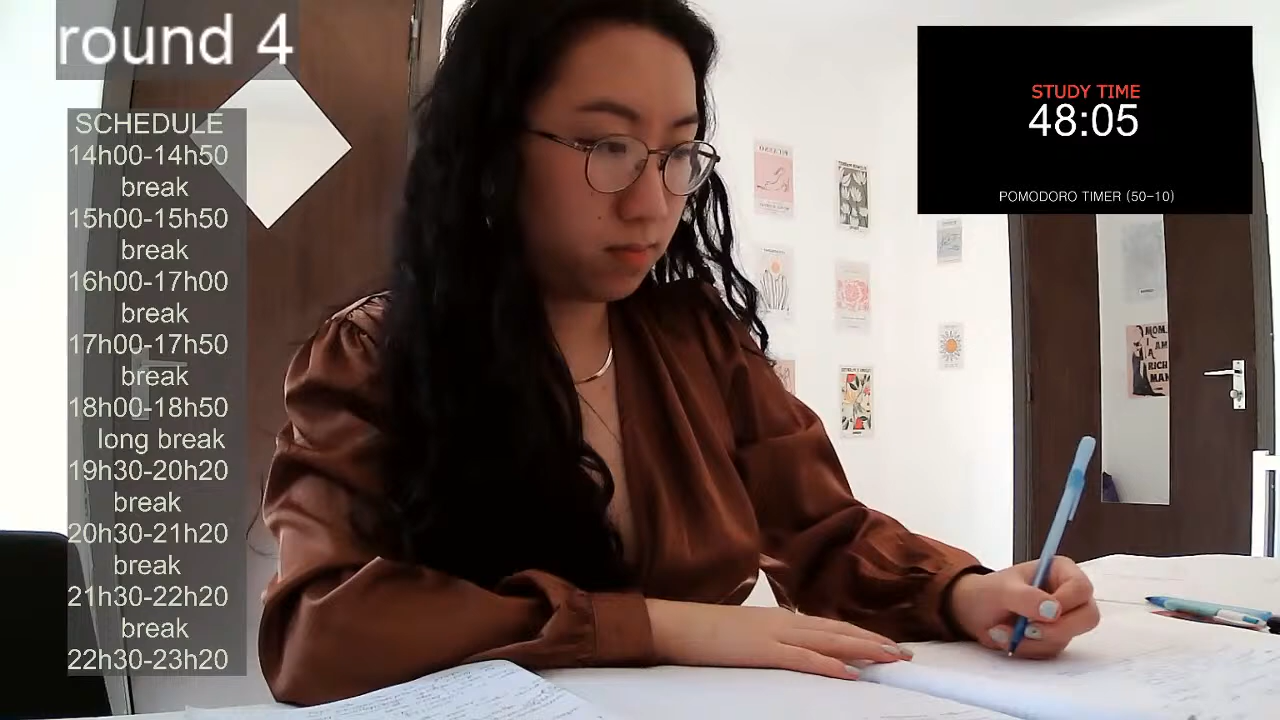 round 4
SCHEDULE
14h00-14h50
break
15h00-15h50
break
16h00-17h00
break
17h00-17h50
break
18h00-18h50
long break
19h30-20h20
break
20h30-21h20
break
21h30-22h20
break
22h30-23h20
STUDY TIME
48:05
POMODORO TIMER (50-10)
MOM,
I AM
A
RICH
MAN